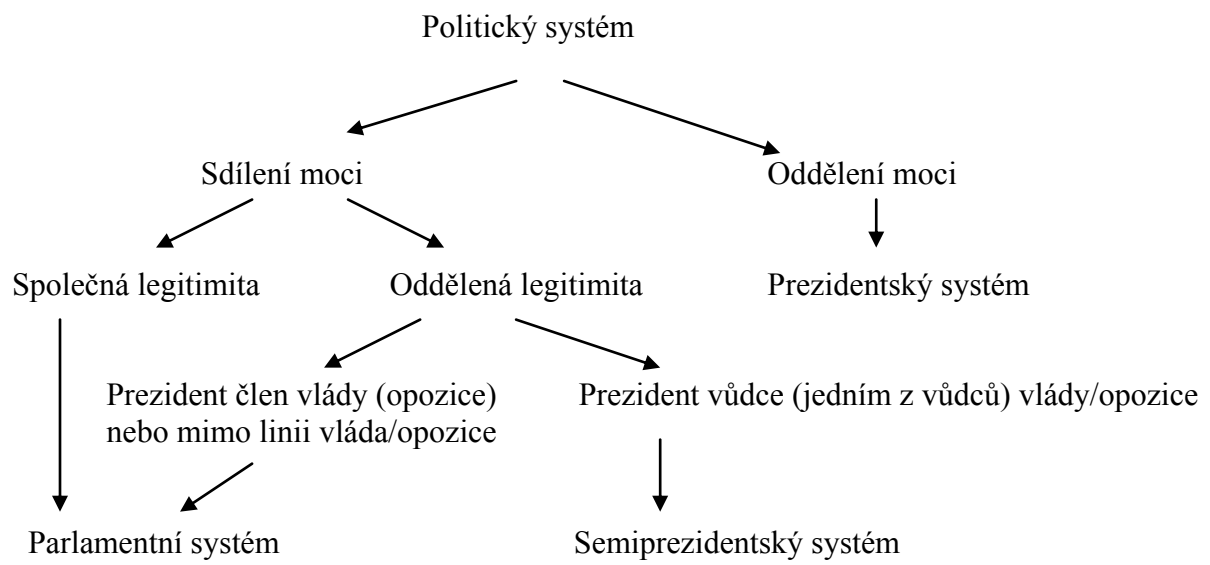 Politický systém
Sdílení moci
Oddělení moci
Společná legitimita
Oddělená legitimita
Prezidentský systém
Prezident člen vlády (opozice)
nebo mimo linii vláda/opozice
Prezident vůdce (jedním z vůdců) vlády/opozice
Parlamentní systém
Semiprezidentský systém